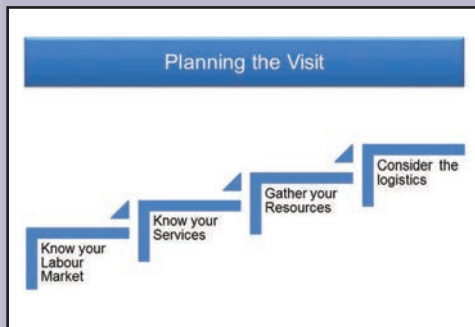 Planning the Visit
Know your
Labour
Market
Know your
Services
Gather your
Resources
Consider the
logistics